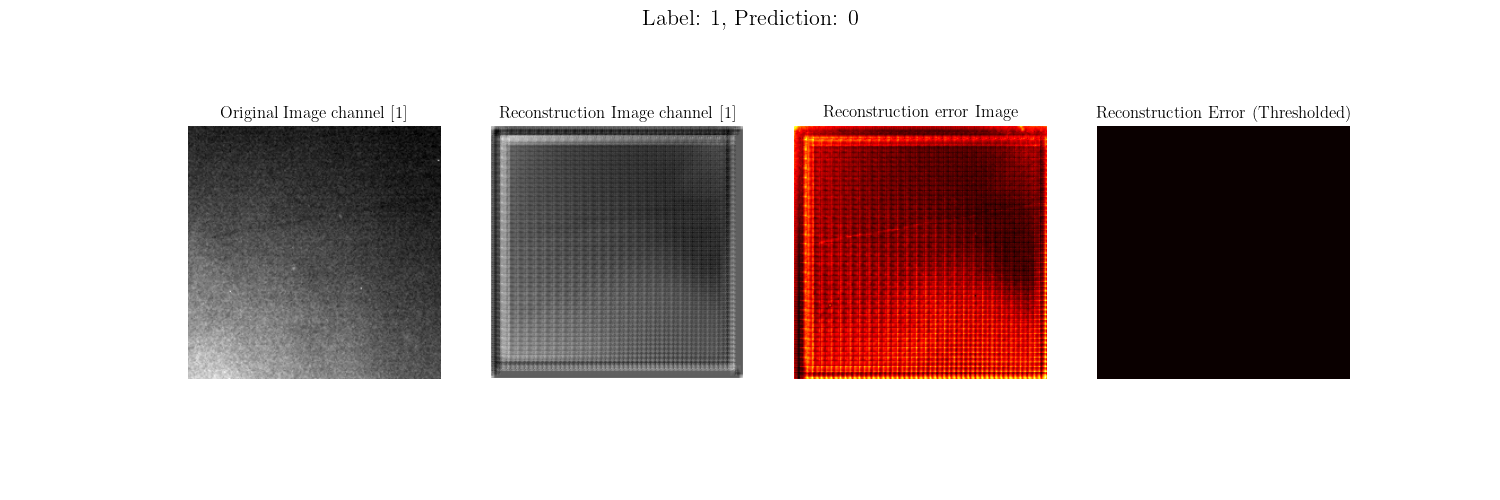 Label: 1, Prediction: 0
Original Image channel [1]
Reconstruction Image channel [1]
Reconstruction error Image
Reconstruction Error (Thresholded)